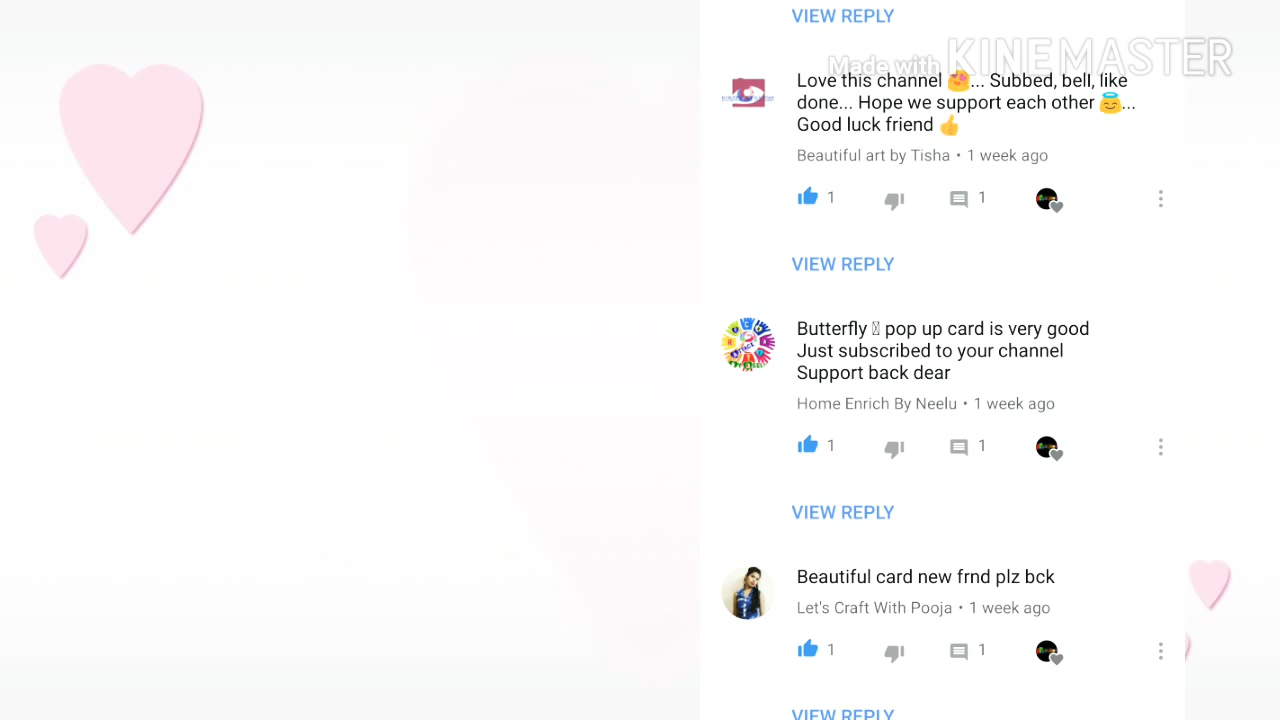 VIEW REPLY
Made with KINEMASTER
Love this channel 😍... Subbed, bell, like
done... Hope we support each other 😇...
Good luck friend 👍
Beautiful art by Tisha • 1 week ago
1 1
VIEW REPLY
Butterfly pop up card is very good
Just subscribed to your channel
Support back dear
Home Enrich By Neelu • 1 week ago
1 1
VIEW REPLY
Beautiful card new frnd plz bck
Let's Craft With Pooja • 1 week ago
1 1
VIEW REPLY